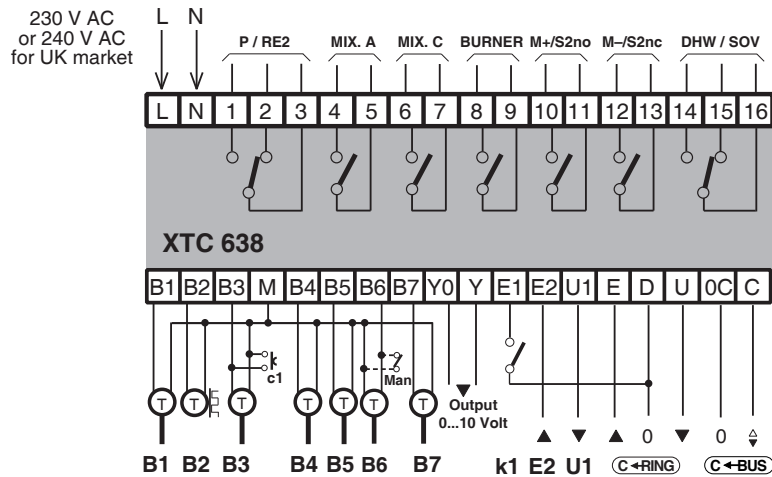 230 V AC
or 240 V AC
for UK market
L N
P / RE2 MIX. A MIX. C BURNER M+/S2no M–/S2nc DHW / SOV
L N 1 2 3 4 5 6 7 8 9 10 11 12 13 14 15 16
XTC 638
B1 B2 B3 M B4 B5 B6 B7 Y0 Y E1 E2 U1 E D U 0C C
c1
Man
T T T T T T T
Output
0...10 Volt
0 0
B1 B2 B3 B4 B5 B6 B7 k1 E2 U1 C RING C BUS